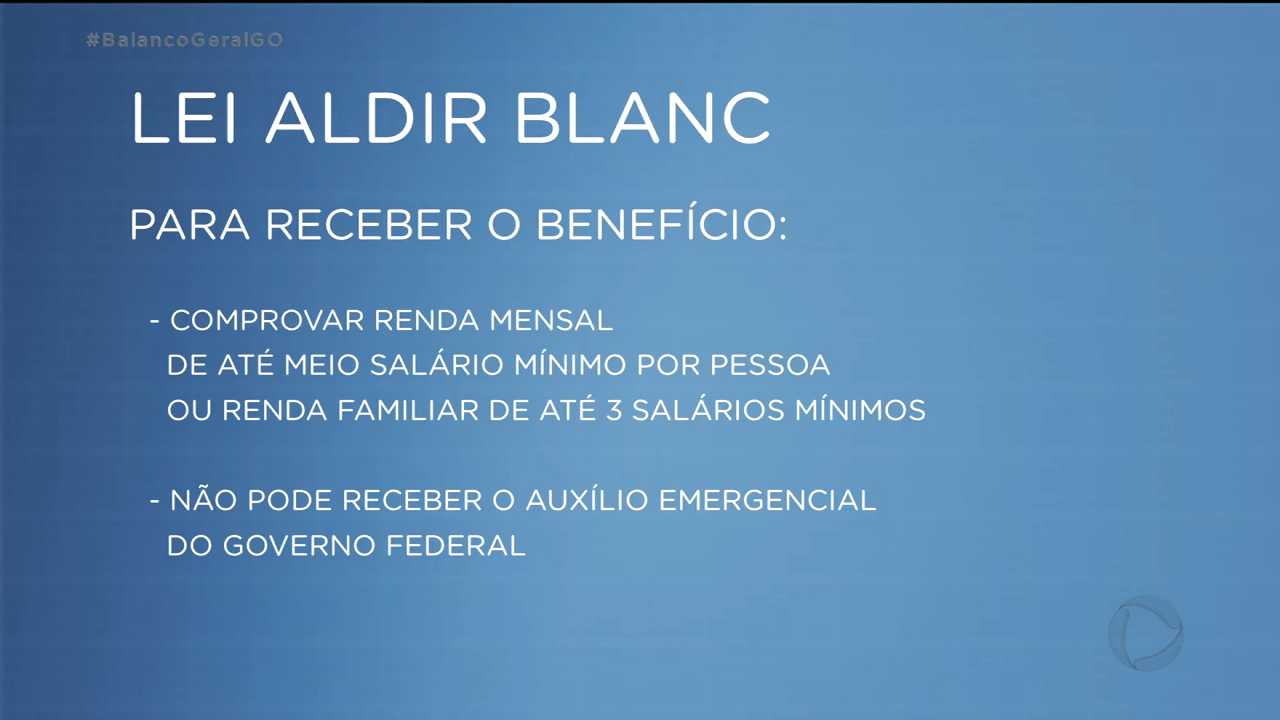 #BalancoGeralGO
LEI ALDIR BLANC
PARA RECEBER O BENEFÍCIO:
- COMPROVAR RENDA MENSAL
DE ATÉ MEIO SALÁRIO MÍNIMO POR PESSOA
OU RENDA FAMILIAR DE ATÉ 3 SALÁRIOS MÍNIMOS
- NÃO PODE RECEBER O AUXÍLIO EMERGENCIAL
DO GOVERNO FEDERAL